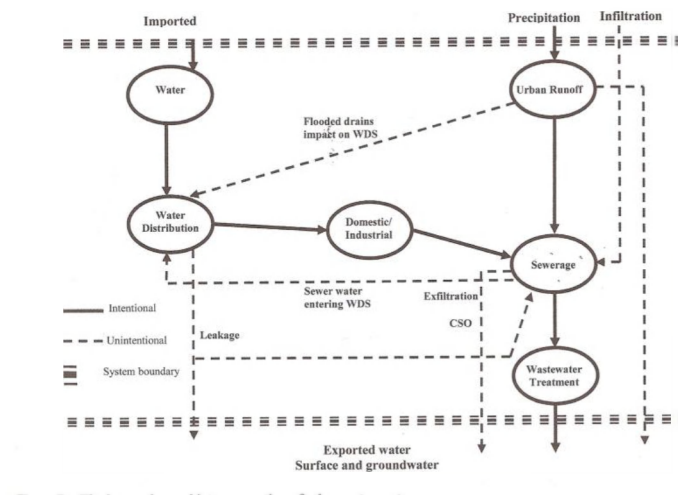 Imported
Precipitation
Infiltration
Water
Urban Runoff
Flooded drains
impact on WDS
Water
Distribution
Domestic/
Industrial
Sewerage
Sewer water
entering WDS
Exfiltration
CSO
Intentional
Unintentional
System boundary
Leakage
Wastewater
Treatment
Exported water
Surface and groundwater